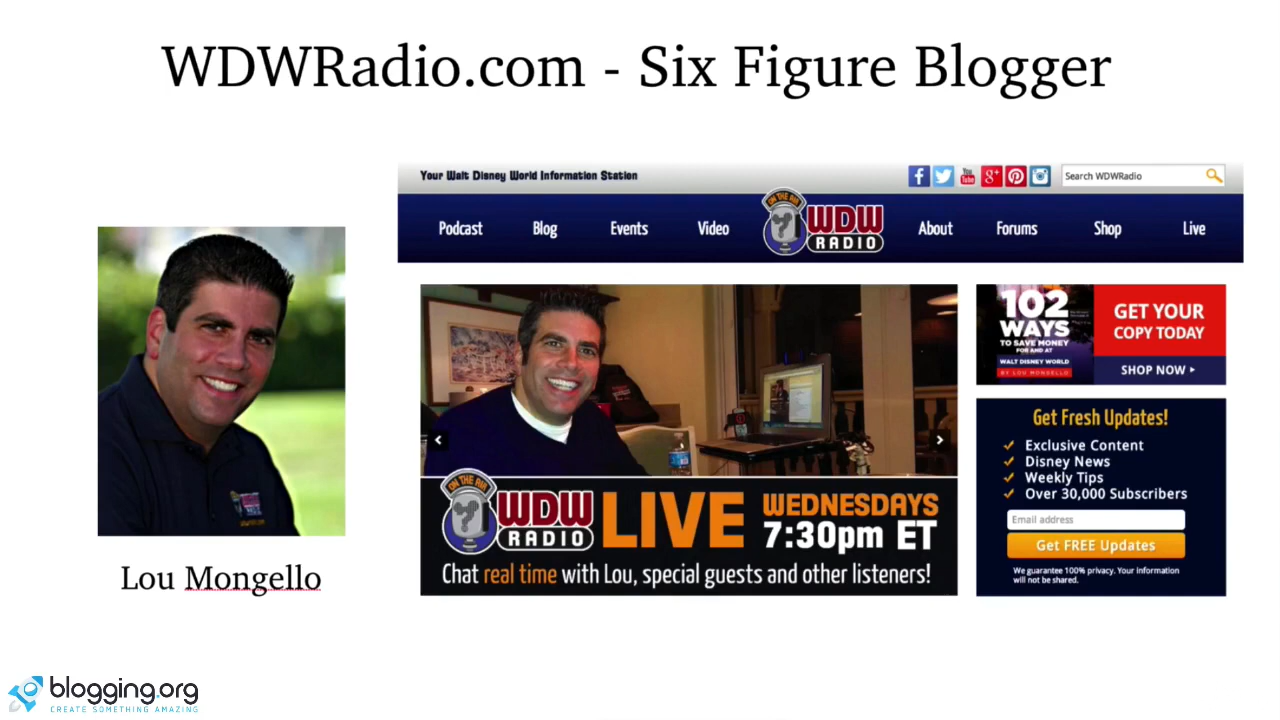 WDWRadio.com - Six Figure Blogger
Your Walt Disney World Information Station
f
You
Tube
g+
Search WDWRadio
Podcast
Blog
Events
Video
ON THE AIR
WDW
RADIO
About
Forums
Shop
Live
102
WAYS
TO SAVE MONEY
FOR AND AT
WALT DISNEY WORLD
BY LOU MONGELLO
GET YOUR
COPY TODAY
SHOP NOW
ON THE AIR
WDW
RADIO
LIVE
WEDNESDAYS
7:30pm ET
Chat real time with Lou, special guests and other listeners!
Get Fresh Updates!
Exclusive Content
Disney News
Weekly Tips
Over 30,000 Subscribers
Email address
Get FREE Updates
We guarantee 100% privacy. Your information
will not be shared.
Lou Mongello
blogging.org
CREATE SOMETHING AMAZING